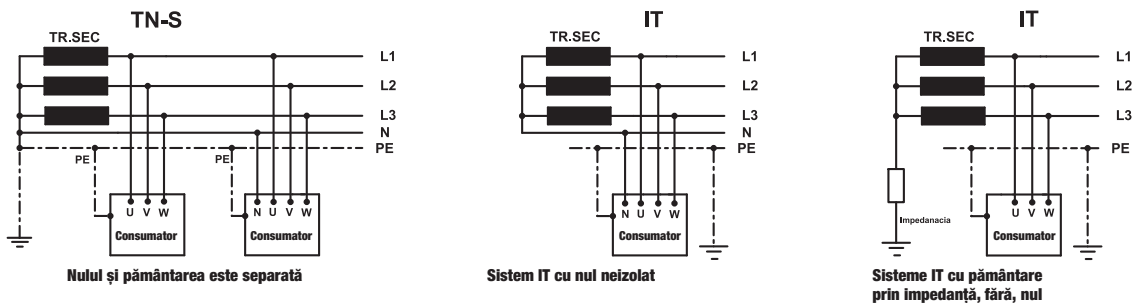 TN-S
TR.SEC
L1
L2
L3
N
PE
PE
PE
U V W
Consumator
N U V W
Consumator
Nulul și pământarea este separată
IT
TR.SEC
L1
L2
L3
N
PE
N U V W
Consumator
Sistem IT cu nul neizolat
IT
TR.SEC
L1
L2
L3
PE
Impedanacia
U V W
Consumator
Sisteme IT cu pământare
prin impedanță, fără, nul